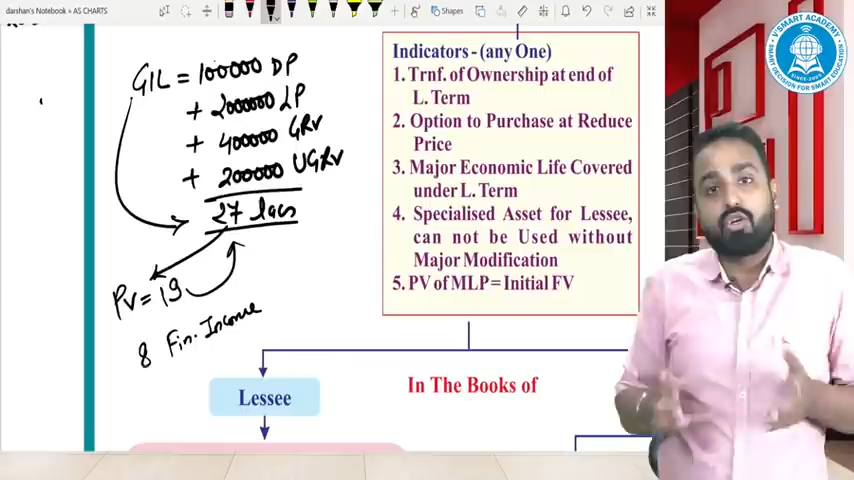 darshan's Notebook » AS CHARTS
Shapes
GIL = 100000 DP
+ 2000000 LP
+ 400000 GRV
+ 200000 UGRV
27 lacs
PV = 19
8 Fin. Income
Indicators - (any One)
1. Trnf. of Ownership at end of
L. Term
2. Option to Purchase at Reduce
Price
3. Major Economic Life Covered
under L. Term
4. Specialised Asset for Lessee,
can not be Used without
Major Modification
5. PV of MLP = Initial FV
Lessee
In The Books of
V'SMART ACADEMY
SINCE-2001
(SMART DECISION FOR SMART EDUCATION)